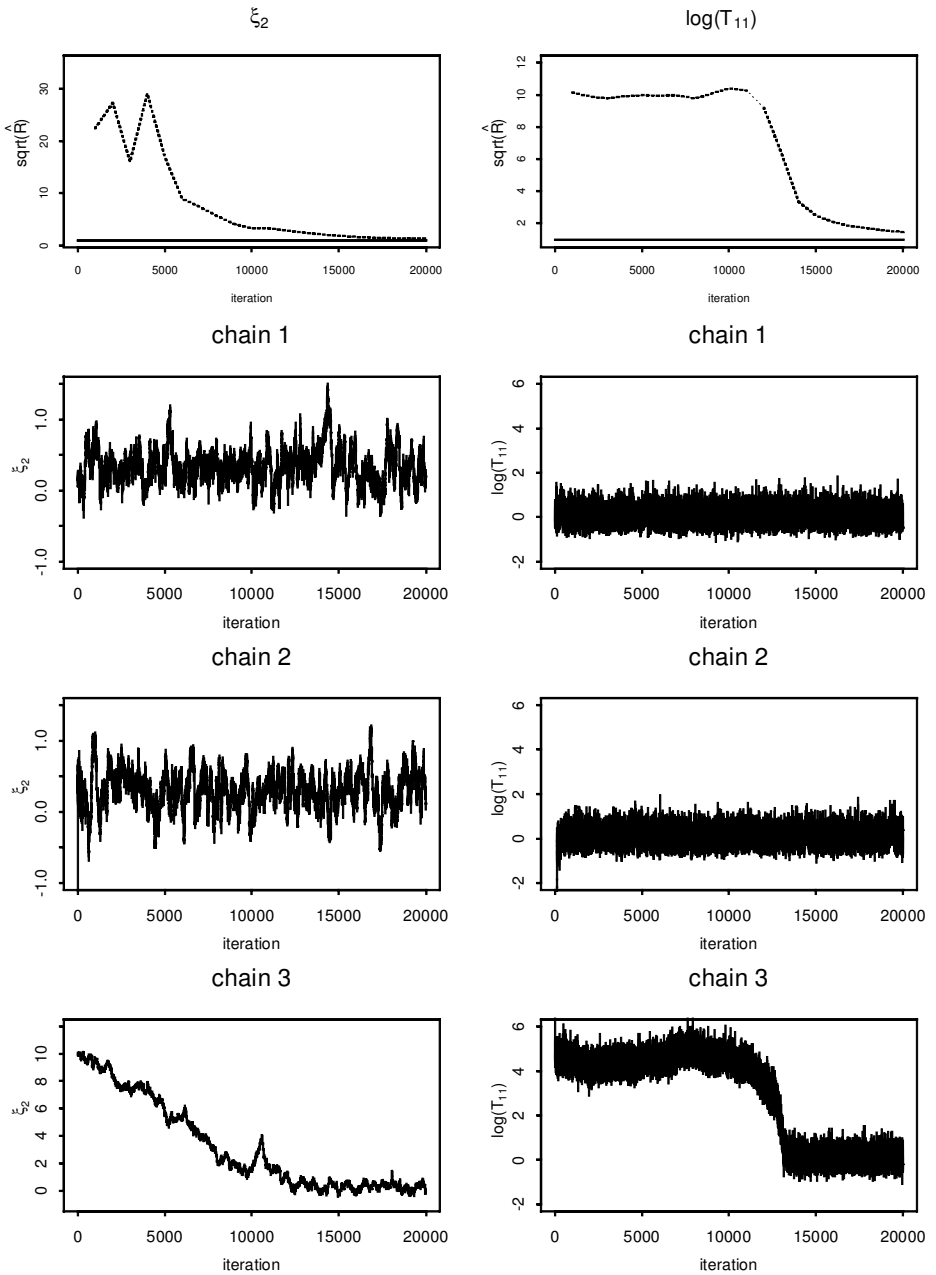 ξ₂
log(T₁₁)
sqrt(R̂)
0 10 20 30
0 5000 10000 15000 20000
iteration
sqrt(R̂)
2 4 6 8 10 12
0 5000 10000 15000 20000
iteration
chain 1
chain 1
ξ₂
-1.0 0.0 1.0
0 5000 10000 15000 20000
iteration
log(T₁₁)
-2 0 2 4 6
0 5000 10000 15000 20000
iteration
chain 2
chain 2
ξ₂
-1.0 0.0 1.0
0 5000 10000 15000 20000
iteration
log(T₁₁)
-2 0 2 4 6
0 5000 10000 15000 20000
iteration
chain 3
chain 3
ξ₂
0 2 4 6 8 10
0 5000 10000 15000 20000
iteration
log(T₁₁)
-2 0 2 4 6
0 5000 10000 15000 20000
iteration